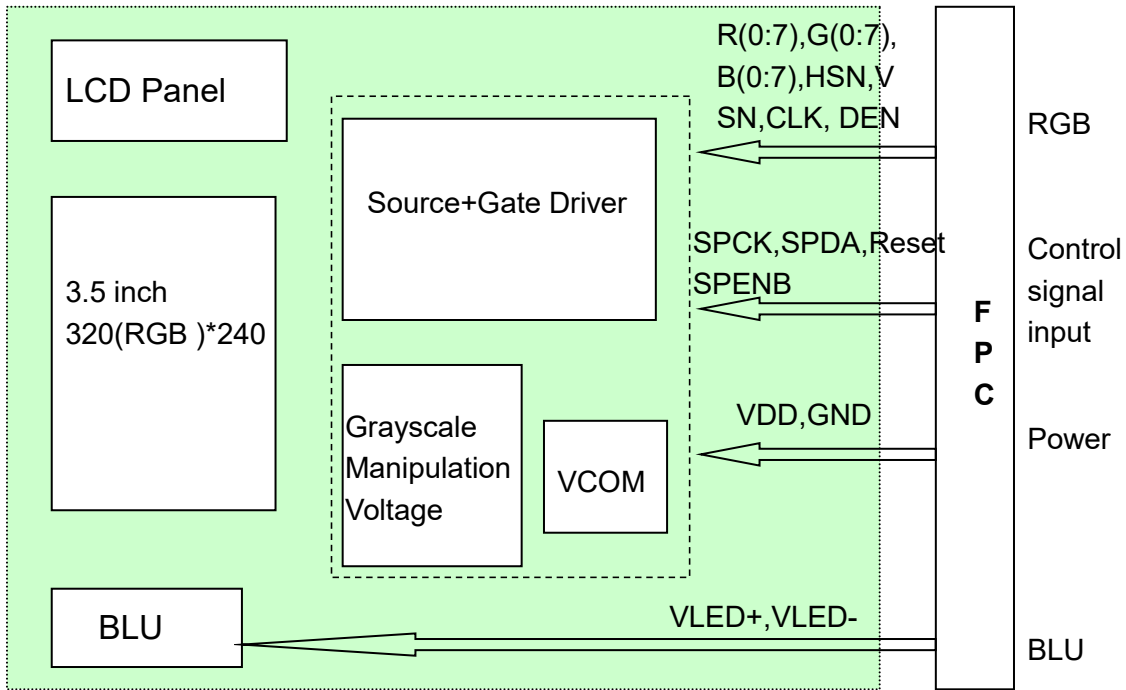 LCD Panel
3.5 inch
320(RGB )*240
Source+Gate Driver
Grayscale
Manipulation
Voltage
VCOM
BLU
R(0:7),G(0:7),
B(0:7),HSN,V
SN,CLK, DEN
SPCK,SPDA,Reset
SPENB
VDD,GND
VLED+,VLED-
F
P
C
RGB
Control
signal
input
Power
BLU